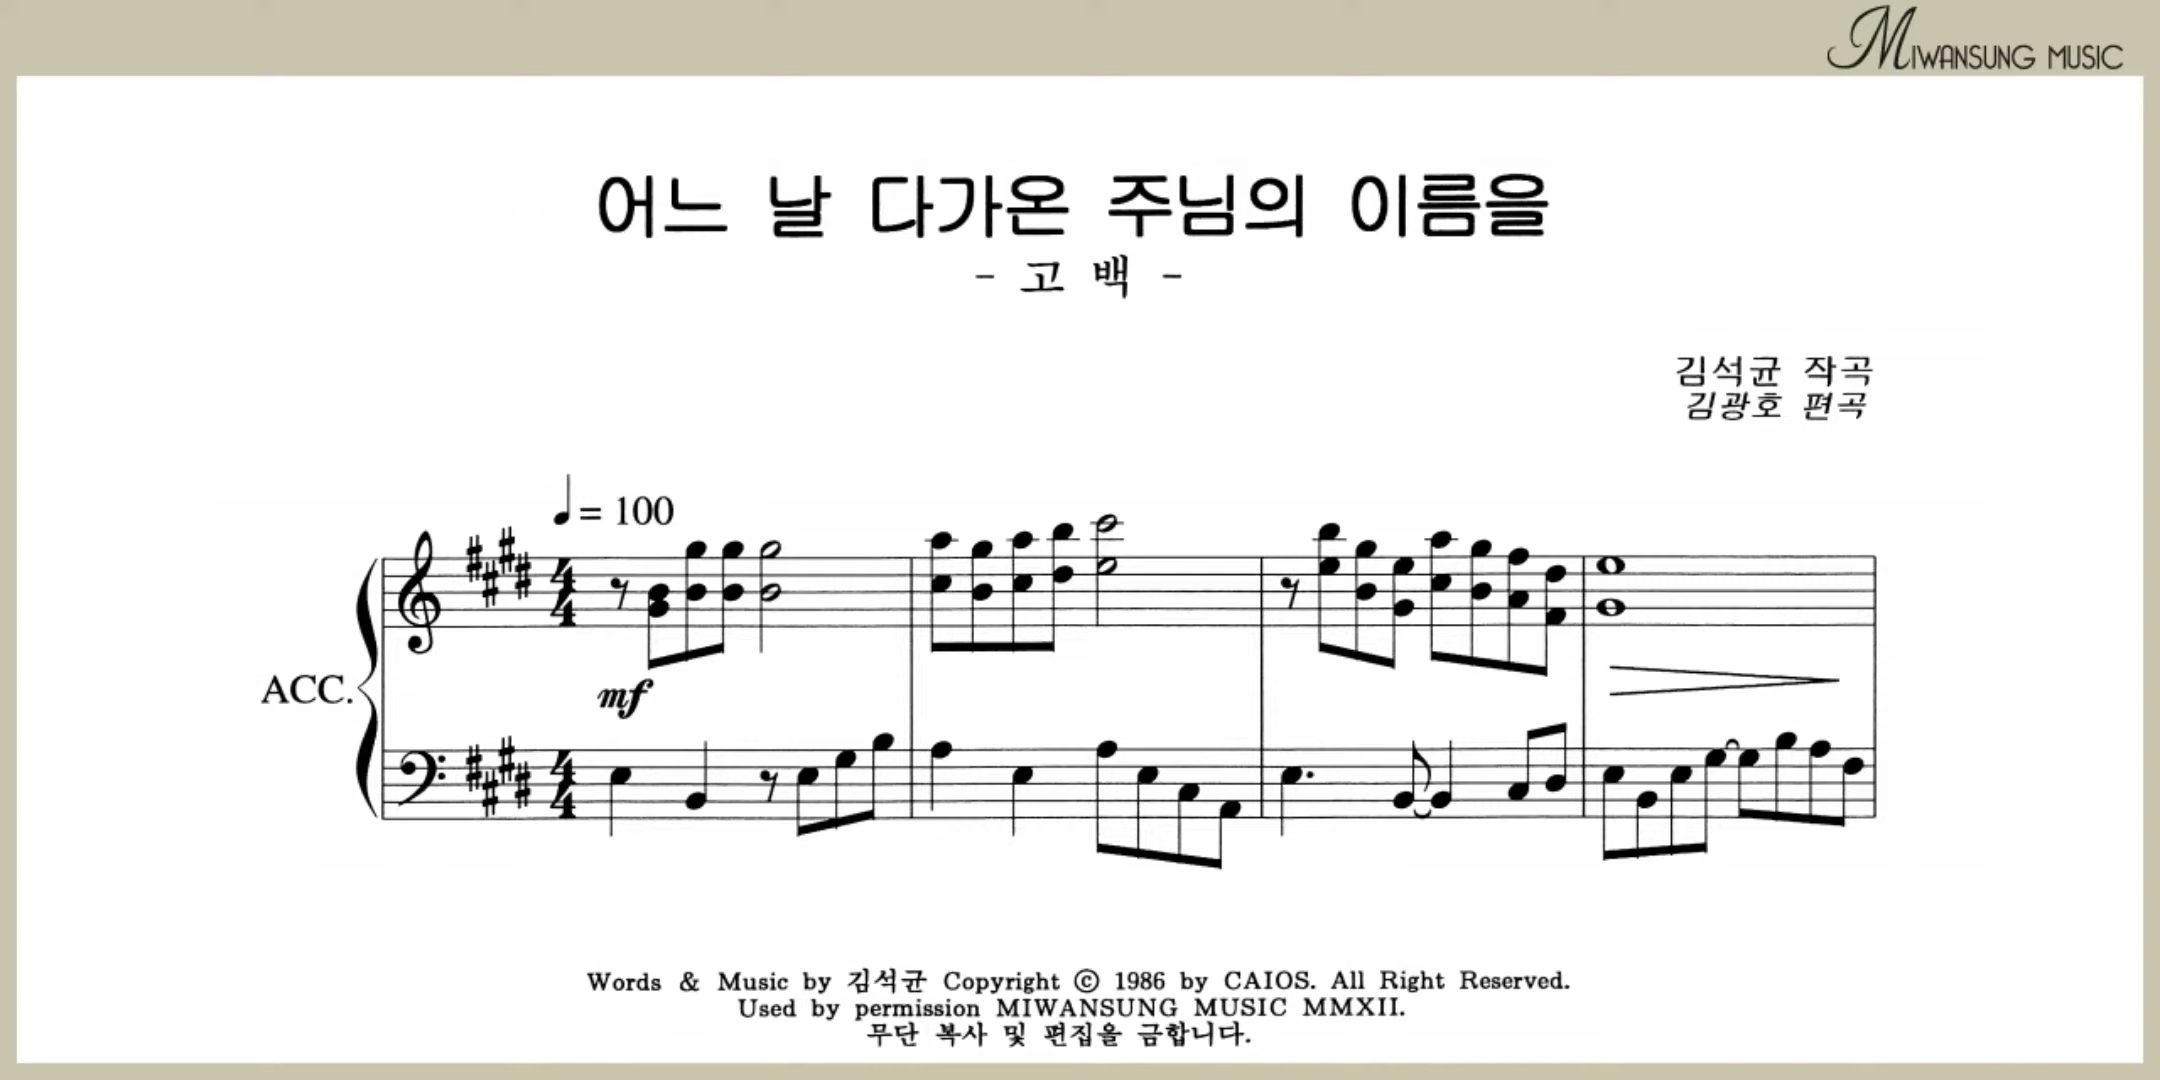 MIWANSUNG MUSIC
어느 날 다가온 주님의 이름을
- 고 백 -
김석균 작곡
김광호 편곡
= 100
ACC.
mf
Words & Music by 김석균 Copyright ⓒ 1986 by CAIOS. All Right Reserved.
Used by permission MIWANSUNG MUSIC MMXII.
무단 복사 및 편집을 금합니다.